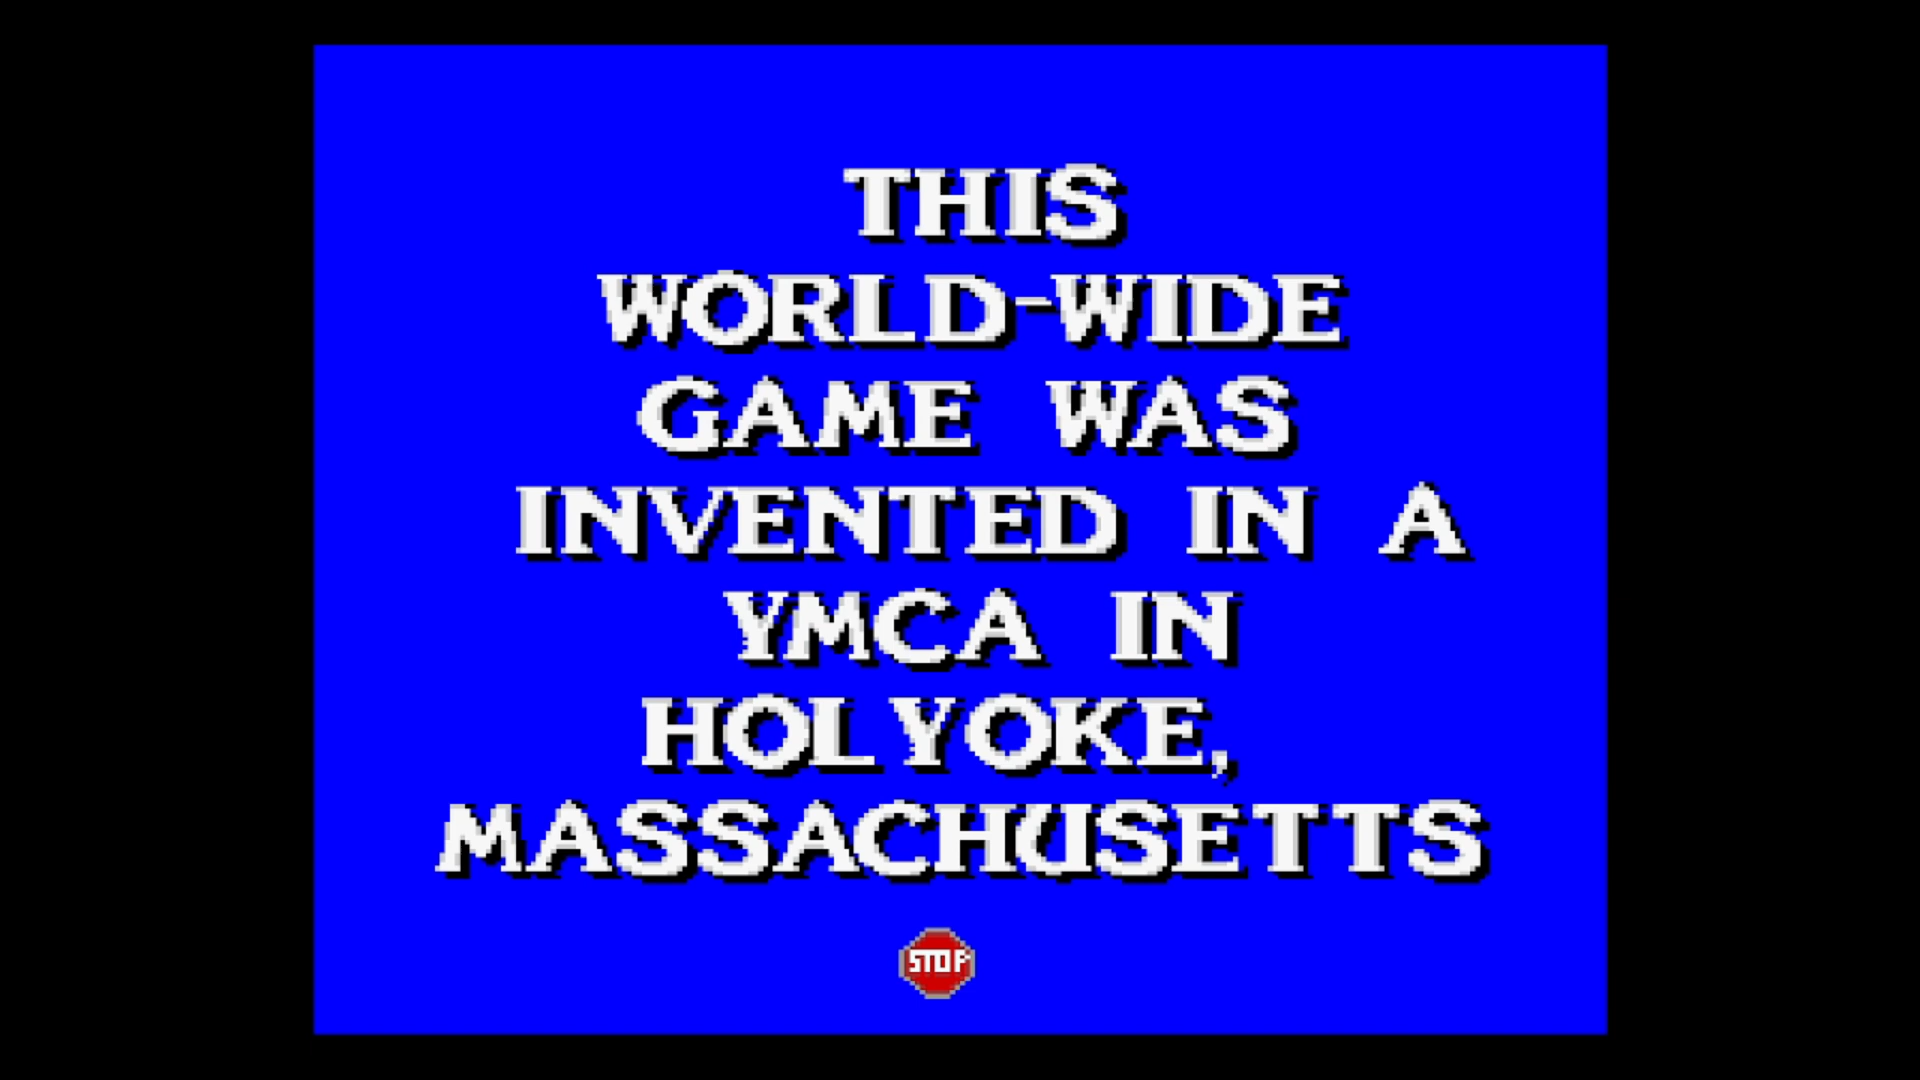 THIS
WORLD-WIDE
GAME WAS
INVENTED IN A
YMCA IN
HOLYOKE,
MASSACHUSETTS
STOP